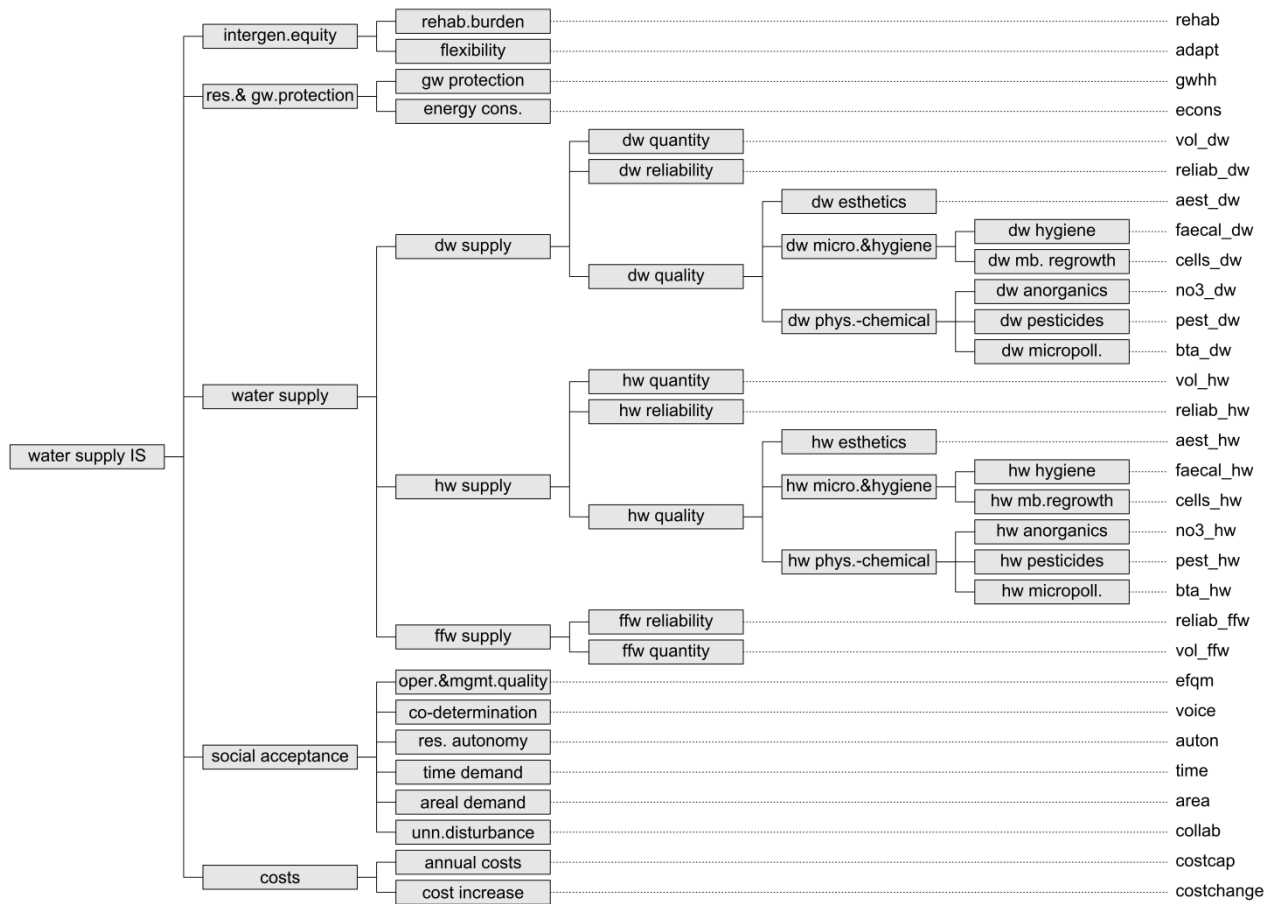 rehab.burden rehab
intergen.equity
flexibility adapt
gw protection gwhh
res.& gw.protection
energy cons. econs
dw quantity vol_dw
dw reliability reliab_dw
dw esthetics aest_dw
dw hygiene faecal_dw
dw supply dw micro.&hygiene
dw mb. regrowth cells_dw
dw quality
dw anorganics no3_dw
dw phys.-chemical dw pesticides pest_dw
dw micropoll. bta_dw
hw quantity vol_hw
water supply
hw reliability reliab_hw
hw esthetics aest_hw
water supply IS
hw hygiene faecal_hw
hw supply hw micro.&hygiene
hw mb.regrowth cells_hw
hw quality
hw anorganics no3_hw
hw phys.-chemical hw pesticides pest_hw
hw micropoll. bta_hw
ffw reliability reliab_ffw
ffw supply
ffw quantity vol_ffw
oper.&mgmt.quality efqm
co-determination voice
res. autonomy auton
social acceptance
time demand time
areal demand area
unn.disturbance collab
annual costs costcap
costs
cost increase costchange